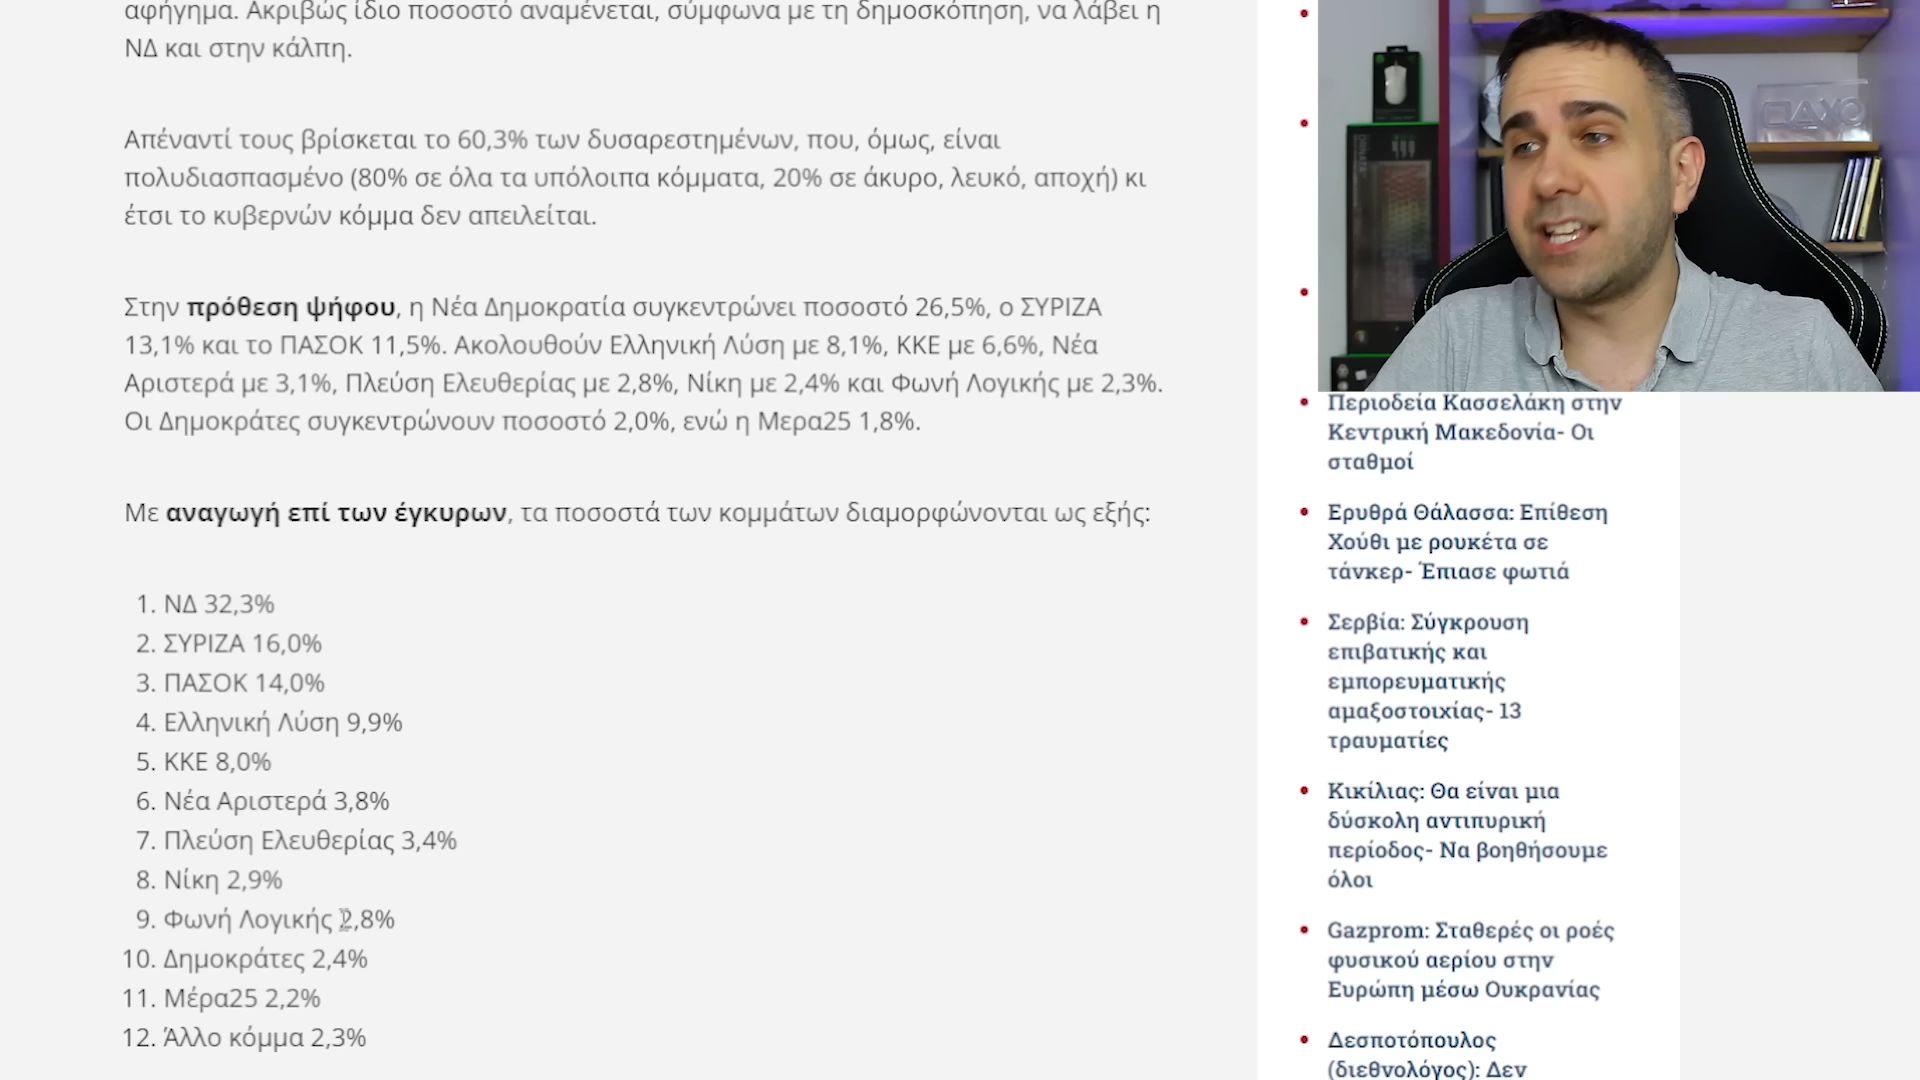 αφήγημα. Ακριβώς ίδιο ποσοστό αναμένεται, σύμφωνα με τη δημοσκόπηση, να λάβει η
ΝΔ και στην κάλπη.
Απέναντί τους βρίσκεται το 60,3% των δυσαρεστημένων, που, όμως, είναι
πολυδιασπασμένο (80% σε όλα τα υπόλοιπα κόμματα, 20% σε άκυρο, λευκό, αποχή) κι
έτσι το κυβερνών κόμμα δεν απειλείται.
Στην πρόθεση ψήφου, η Νέα Δημοκρατία συγκεντρώνει ποσοστό 26,5%, ο ΣΥΡΙΖΑ
13,1% και το ΠΑΣΟΚ 11,5%. Ακολουθούν Ελληνική Λύση με 8,1%, ΚΚΕ με 6,6%, Νέα
Αριστερά με 3,1%, Πλεύση Ελευθερίας με 2,8%, Νίκη με 2,4% και Φωνή Λογικής με 2,3%.
Οι Δημοκράτες συγκεντρώνουν ποσοστό 2,0%, ενώ η Μερα25 1,8%.
Με αναγωγή επί των έγκυρων, τα ποσοστά των κομμάτων διαμορφώνονται ως εξής:
1. ΝΔ 32,3%
2. ΣΥΡΙΖΑ 16,0%
3. ΠΑΣΟΚ 14,0%
4. Ελληνική Λύση 9,9%
5. ΚΚΕ 8,0%
6. Νέα Αριστερά 3,8%
7. Πλεύση Ελευθερίας 3,4%
8. Νίκη 2,9%
9. Φωνή Λογικής 2,8%
10. Δημοκράτες 2,4%
11. Μέρα25 2,2%
12. Άλλο κόμμα 2,3%
Περιοδεία Κασσελάκη στην
Κεντρική Μακεδονία- Οι
σταθμοί
Ερυθρά Θάλασσα: Επίθεση
Χούθι με ρουκέτα σε
τάνκερ- Έπιασε φωτιά
Σερβία: Σύγκρουση
επιβατικής και
εμπορευματικής
αμαξοστοιχίας- 13
τραυματίες
Κικίλιας: Θα είναι μια
δύσκολη αντιπυρική
περίοδος- Να βοηθήσουμε
όλοι
Gazprom: Σταθερές οι ροές
φυσικού αερίου στην
Ευρώπη μέσω Ουκρανίας
Δεσποτόπουλος
(διεθνολόγος): Δεν